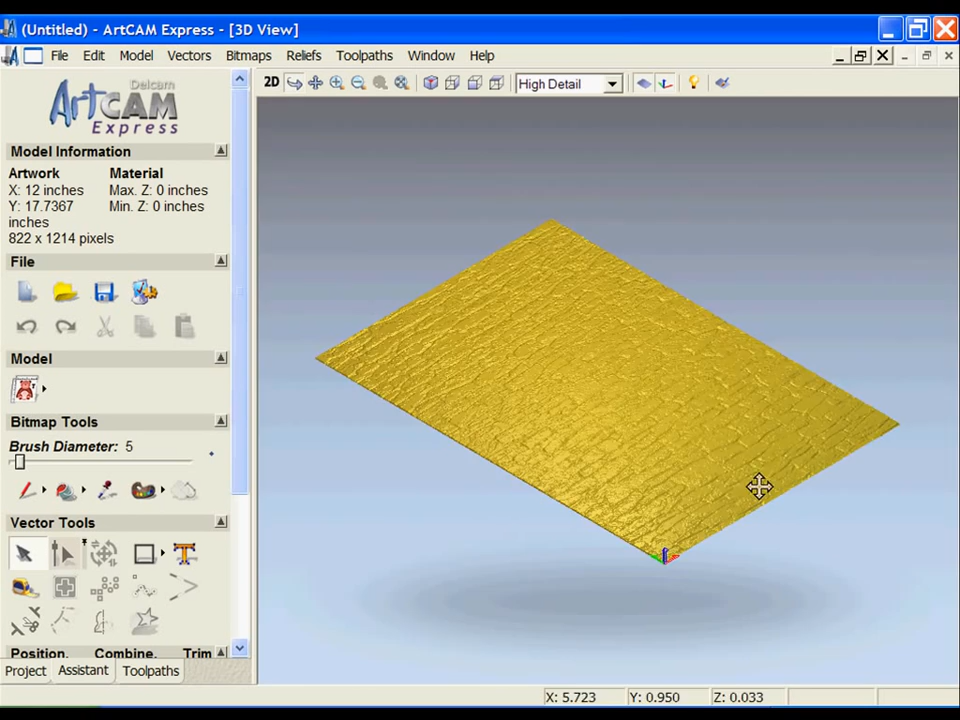 (Untitled) - ArtCAM Express - [3D View]
File Edit Model Vectors Bitmaps Reliefs Toolpaths Window Help
2D High Detail
Delcam
ArtCAM
Express
Model Information
Artwork Material
X: 12 inches Max. Z: 0 inches
Y: 17.7367 Min. Z: 0 inches
inches
822 x 1214 pixels
File
Model
Bitmap Tools
Brush Diameter: 5
Vector Tools
Position, Combine, Trim
Project Assistant Toolpaths
X: 5.723 Y: 0.950 Z: 0.033